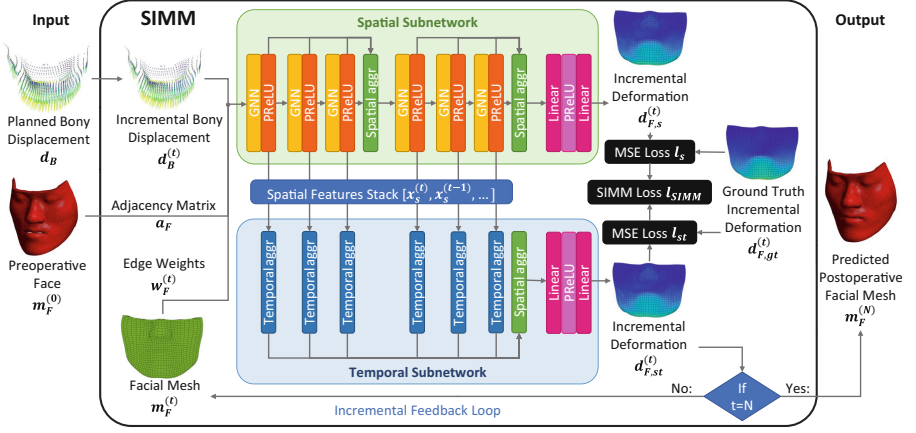 Input
SIMM
Output
Spatial Subnetwork
GNN
PReLU
GNN
PReLU
GNN
PReLU
Spatial aggr
GNN
PReLU
GNN
PReLU
GNN
PReLU
Spatial aggr
Linear
PReLU
Linear
Planned Bony
Displacement
d_B
Incremental Bony
Displacement
d_B^(t)
Incremental
Deformation
d_{F,s}^(t)
MSE Loss l_s
SIMM Loss l_SIMM
MSE Loss l_st
Ground Truth
Incremental
Deformation
d_{F,gt}^(t)
Spatial Features Stack [x_s^(t), x_s^(t-1), ...]
Adjacency Matrix
a_F
Preoperative
Face
m_F^(0)
Edge Weights
w_F^(t)
Facial Mesh
m_F^(t)
Temporal aggr
Temporal aggr
Temporal aggr
Temporal aggr
Temporal aggr
Temporal aggr
Spatial aggr
Linear
PReLU
Linear
Temporal Subnetwork
Incremental
Deformation
d_{F,st}^(t)
Predicted
Postoperative
Facial Mesh
m_F^(N)
No:
If
t=N
Yes:
Incremental Feedback Loop